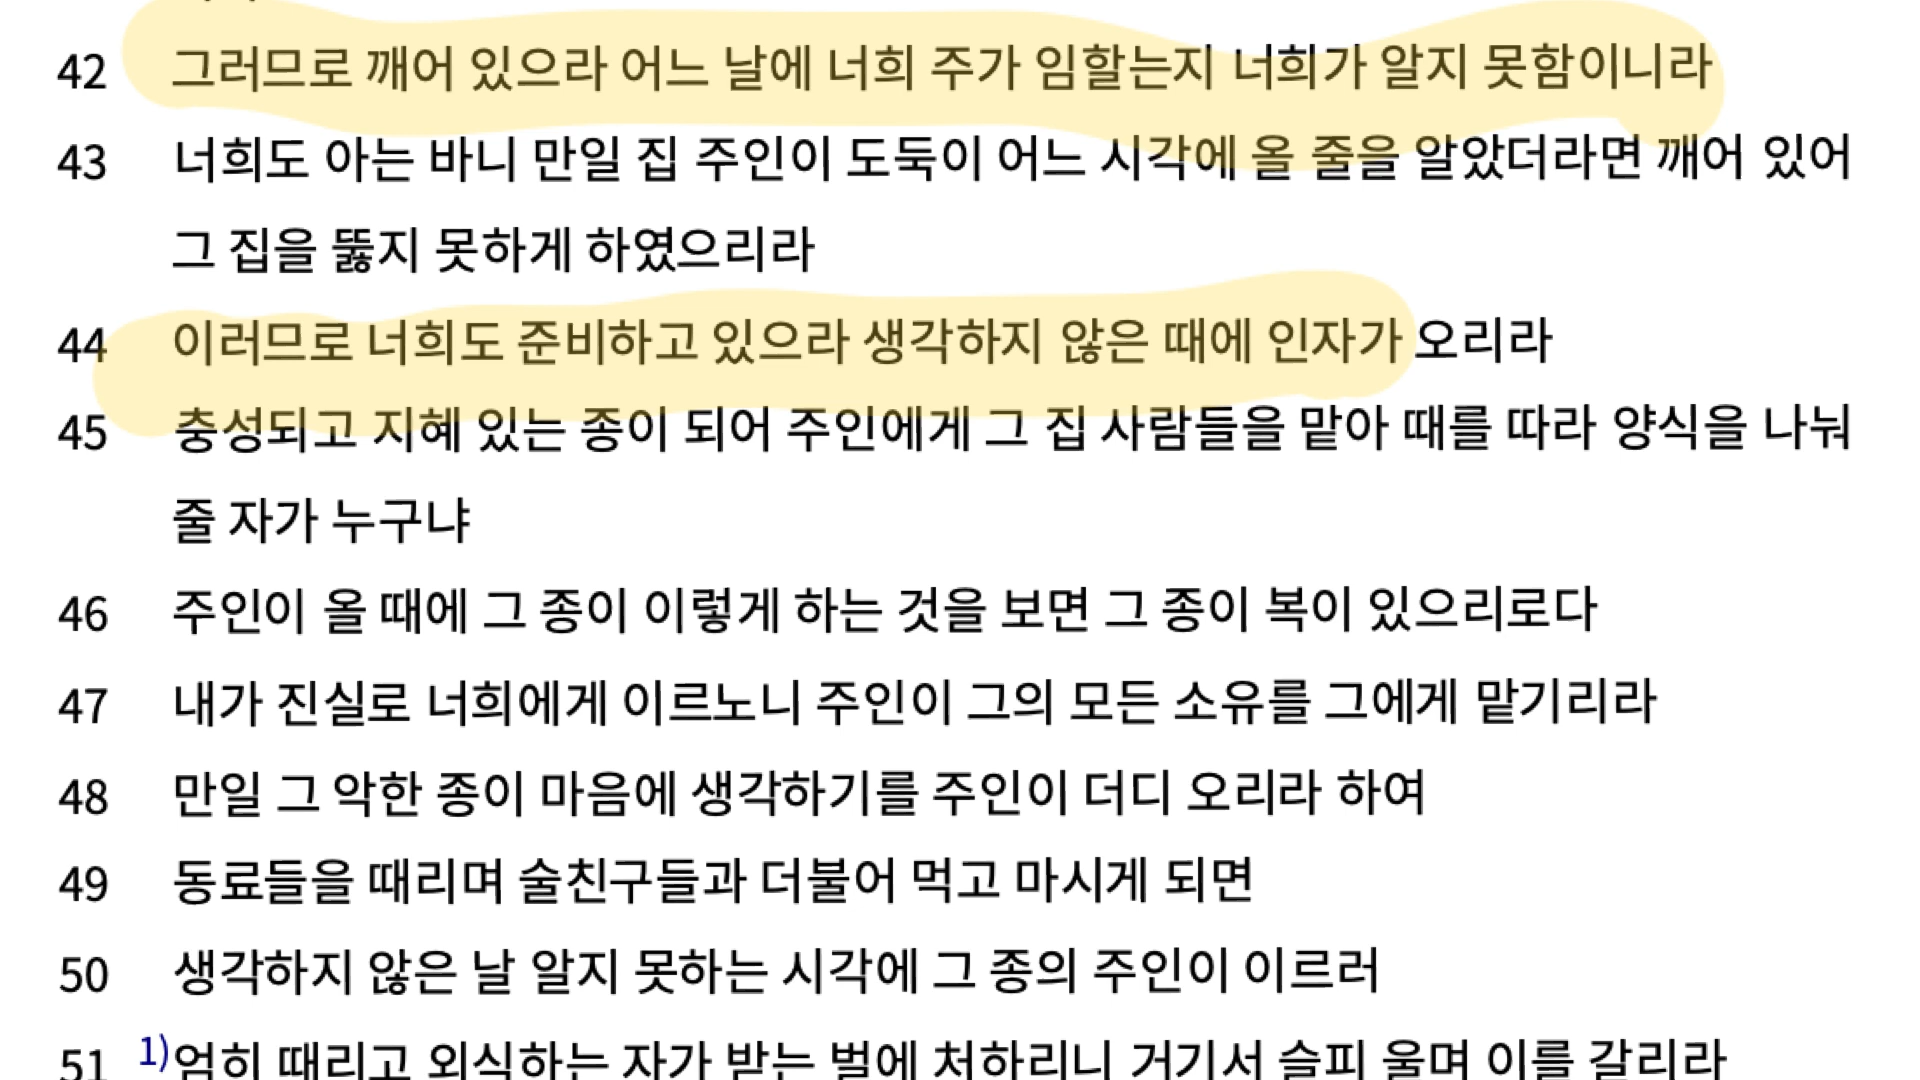 42 그러므로 깨어 있으라 어느 날에 너희 주가 임할는지 너희가 알지 못함이니라
43 너희도 아는 바니 만일 집 주인이 도둑이 어느 시각에 올 줄을 알았더라면 깨어 있어
그 집을 뚫지 못하게 하였으리라
44 이러므로 너희도 준비하고 있으라 생각하지 않은 때에 인자가 오리라
45 충성되고 지혜 있는 종이 되어 주인에게 그 집 사람들을 맡아 때를 따라 양식을 나눠
줄 자가 누구냐
46 주인이 올 때에 그 종이 이렇게 하는 것을 보면 그 종이 복이 있으리로다
47 내가 진실로 너희에게 이르노니 주인이 그의 모든 소유를 그에게 맡기리라
48 만일 그 악한 종이 마음에 생각하기를 주인이 더디 오리라 하여
49 동료들을 때리며 술친구들과 더불어 먹고 마시게 되면
50 생각하지 않은 날 알지 못하는 시각에 그 종의 주인이 이르러
51 1)엄히 때리고 외식하는 자가 받는 벌에 처하리니 거기서 슬피 울며 이를 갈리라